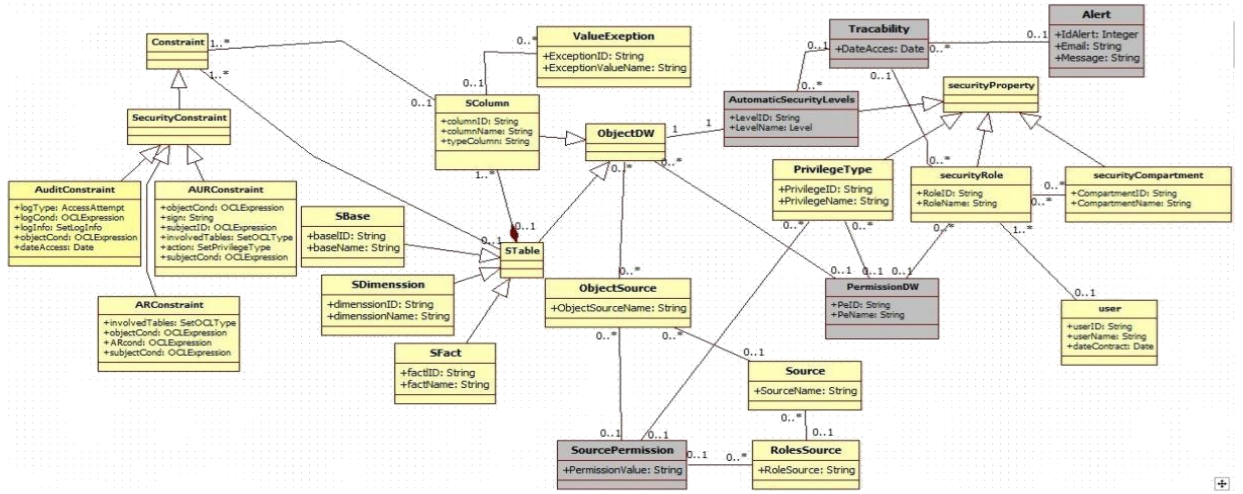 Constraint
1..*
1..*
SecurityConstraint
AuditConstraint
+logType: AccessAttempt
+logCond: OCLExpression
+logInfo: SetLogInfo
+objectCond: OCLExpression
+dateAccess: Date
AURConstraint
+objectCond: OCLExpression
+sign: String
+subjectID: OCLExpression
+involvedTables: SetOCLType
+action: SetPrivilegeType
+subjectCond: OCLExpression
ARConstraint
+involvedTables: SetOCLType
+objectCond: OCLExpression
+ARcond: OCLExpression
+subjectCond: OCLExpression
0..*
ValueExeption
+ExceptionID: String
+ExceptionValueName: String
0..1
0..1
SColumn
+columnID: String
+columnName: String
+typeColumn: String
1..*
0..1
0..1
STable
SBase
+baseIID: String
+baseName: String
SDimenssion
+dimenssionID: String
+dimenssionName: String
SFact
+factIID: String
+factName: String
ObjectDW
1
1
0..*
0..*
0..*
ObjectSource
+ObjectSourceName: String
0..*
0..*
Tracability
+DateAcces: Date
0..1
0..*
0..1
0..1
Alert
+IdAlert: Integer
+Email: String
+Message: String
0..*
AutomaticSecurityLevels
+LevelID: String
+LevelName: Level
securityProperty
PrivilegeType
+PrivilegeID: String
+PrivilegeName: String
0..*
0..*
0..*
securityRole
+RoleID: String
+RoleName: String
0..*
0..*
0..*
1..*
securityCompartment
+CompartmentID: String
+CompartmentName: String
0..1
0..1
0..1
PermissionDW
+PeID: String
+PeName: String
0..1
user
+userID: String
+userName: String
+dateContract: Date
0..1
Source
+SourceName: String
0..*
0..1
RolesSource
+RoleSource: String
0..1
0..1
SourcePermission
+PermissionValue: String
0..1
0..*